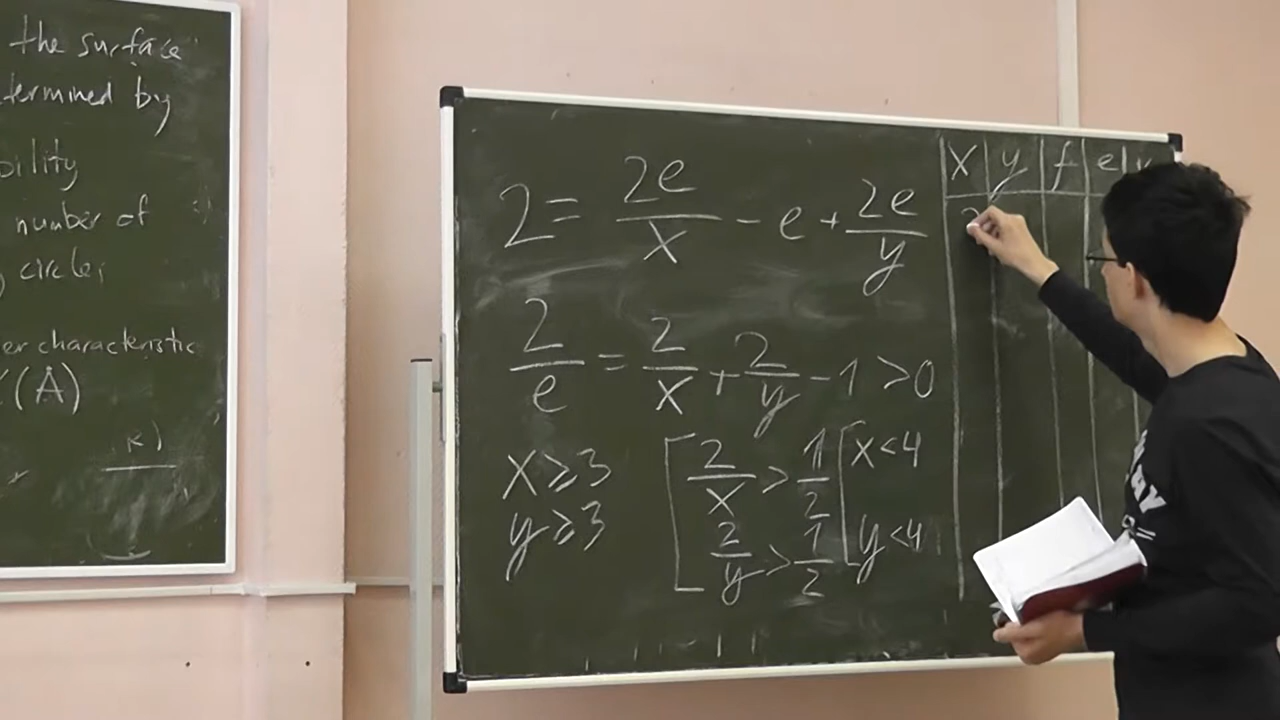 the surface"
termined by
bility
number of
circle,
er characteristic
(Å)
2 = 2e/x - e + 2e/y
2/e = 2/x + 2/y - 1 > 0
x ≥ 3
y ≥ 3
[ 2/x > 1/2 [ x < 4
2/y > 1/2 y < 4
x | y | f | e | v